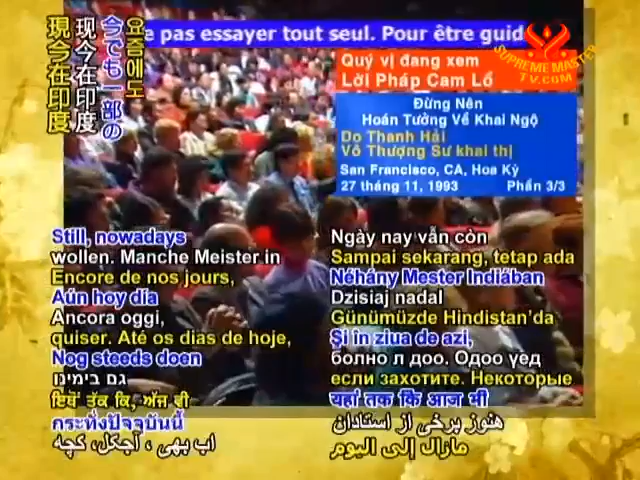 e pas essayer tout seul. Pour être guid
SUPREME MASTER
TV.COM
Quý vị đang xem
Lời Pháp Cam Lồ
Đừng Nên
Hoán Tưởng Về Khai Ngộ
Do Thanh Hải
Vô Thượng Sư khai thị
San Francisco, CA, Hoa Kỳ
27 tháng 11, 1993 Phần 3/3
现今在印度
現今在印度
今でも一部の
요즘에도
Still, nowadays
wollen. Manche Meister in
Encore de nos jours,
Aún hoy día
Ancora oggi,
quiser. Até os dias de hoje,
Nog steeds doen
גם בימינו
ਇਥੋਂ ਤੱਕ ਕਿ, ਅੱਜ ਵੀ
กระทั่งปัจจุบันนี้
اب بھی ، آجکل، کچھ
Ngày nay vẫn còn
Sampai sekarang, tetap ada
Néhány Mester Indiában
Dzisiaj nadal
Günümüzde Hindistan'da
Şi în ziua de azi,
болно л доо. Одоо үед
если захотите. Некоторые
यहाँ तक कि आज भी
هنوز برخی از استادان
مازال إلى اليوم